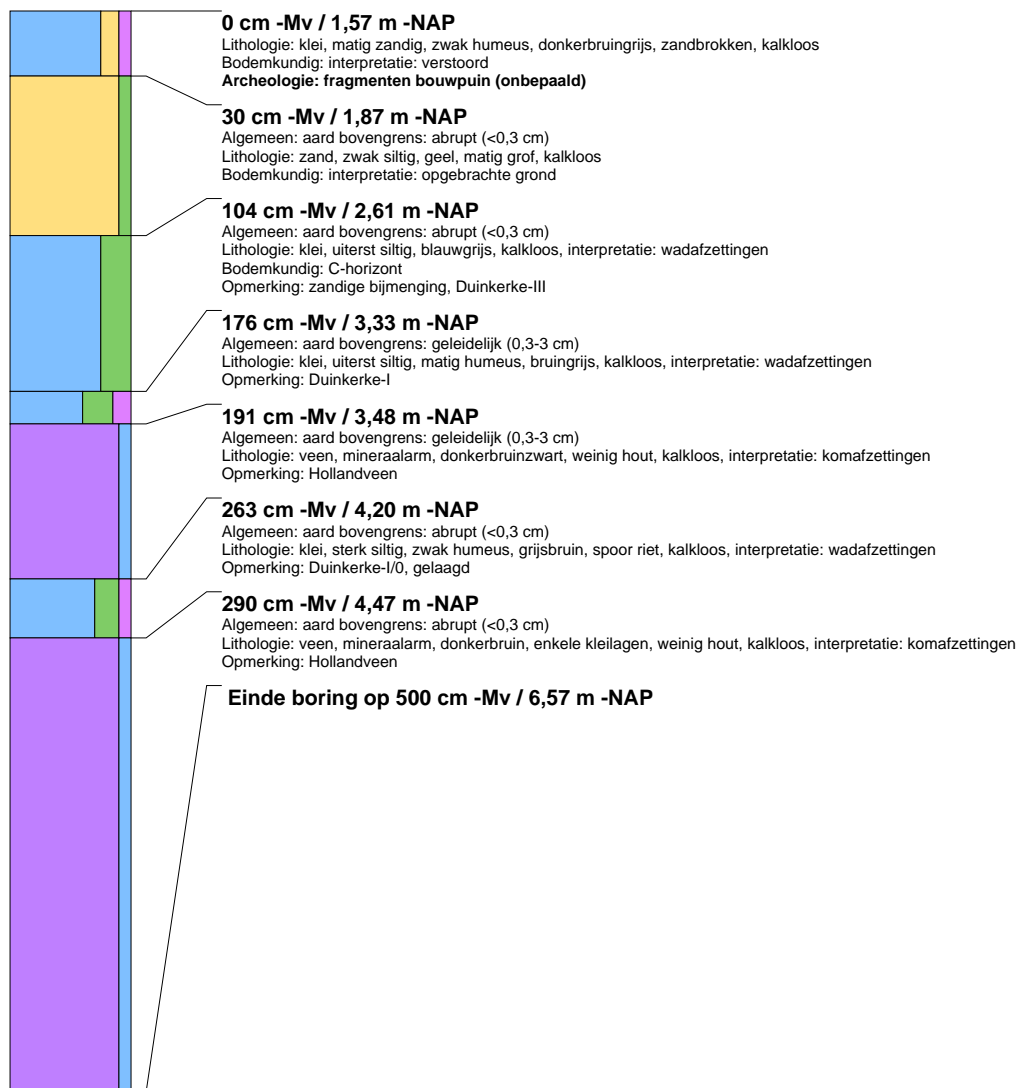 0 cm -Mv / 1,57 m -NAP
Lithologie: klei, matig zandig, zwak humeus, donkerbruingrijs, zandbrokken, kalkloos
Bodemkundig: interpretatie: verstoord
Archeologie: fragmenten bouwpuin (onbepaald)
30 cm -Mv / 1,87 m -NAP
Algemeen: aard bovengrens: abrupt (<0,3 cm)
Lithologie: zand, zwak siltig, geel, matig grof, kalkloos
Bodemkundig: interpretatie: opgebrachte grond
104 cm -Mv / 2,61 m -NAP
Algemeen: aard bovengrens: abrupt (<0,3 cm)
Lithologie: klei, uiterst siltig, blauwgrijs, kalkloos, interpretatie: wadafzettingen
Bodemkundig: C-horizont
Opmerking: zandige bijmenging, Duinkerke-III
176 cm -Mv / 3,33 m -NAP
Algemeen: aard bovengrens: geleidelijk (0,3-3 cm)
Lithologie: klei, uiterst siltig, matig humeus, bruingrijs, kalkloos, interpretatie: wadafzettingen
Opmerking: Duinkerke-I
191 cm -Mv / 3,48 m -NAP
Algemeen: aard bovengrens: geleidelijk (0,3-3 cm)
Lithologie: veen, mineraalarm, donkerbruinzwart, weinig hout, kalkloos, interpretatie: komafzettingen
Opmerking: Hollandveen
263 cm -Mv / 4,20 m -NAP
Algemeen: aard bovengrens: abrupt (<0,3 cm)
Lithologie: klei, sterk siltig, zwak humeus, grijsbruin, spoor riet, kalkloos, interpretatie: wadafzettingen
Opmerking: Duinkerke-I/0, gelaagd
290 cm -Mv / 4,47 m -NAP
Algemeen: aard bovengrens: abrupt (<0,3 cm)
Lithologie: veen, mineraalarm, donkerbruin, enkele kleilagen, weinig hout, kalkloos, interpretatie: komafzettingen
Opmerking: Hollandveen
Einde boring op 500 cm -Mv / 6,57 m -NAP